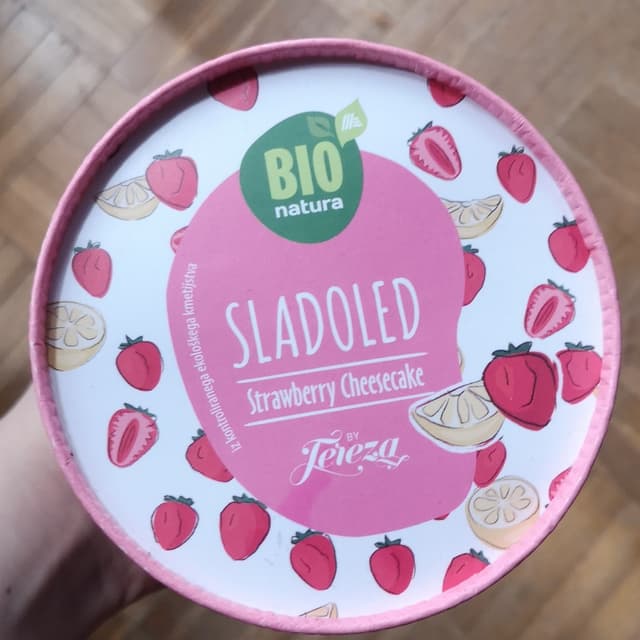 BIO
natura
SLADOLED
Strawberry Cheesecake
BY
Tereza
iz kontroliranega ekološkega kmetijstva